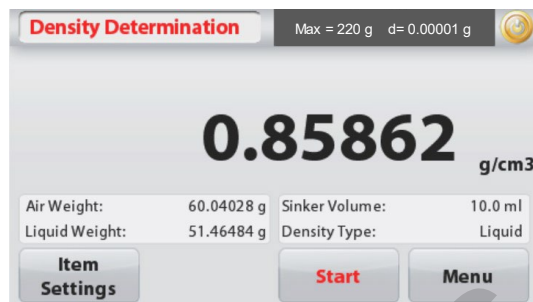 Density Determination
Max = 220 g d= 0.00001 g
0.85862 g/cm3
Air Weight: 60.04028 g
Liquid Weight: 51.46484 g
Sinker Volume: 10.0 ml
Density Type: Liquid
Item
Settings
Start
Menu